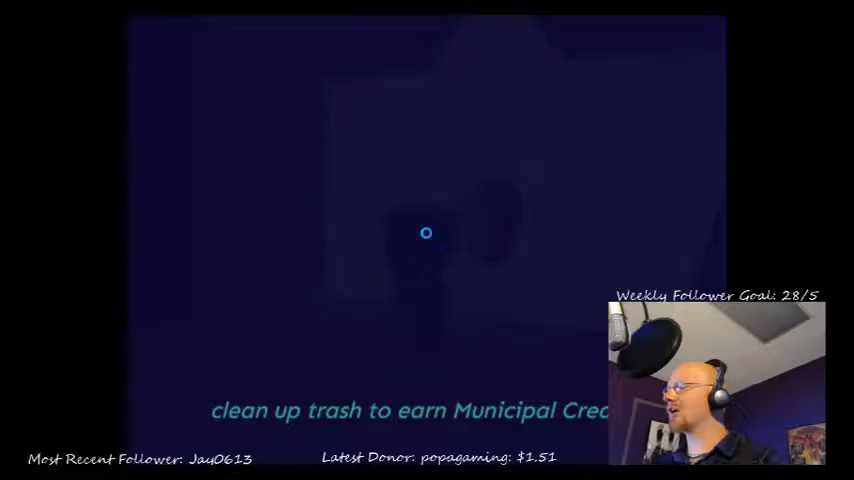 Weekly Follower Goal: 28/5
clean up trash to earn Municipal
Most Recent Follower: Jay0613
Latest Donor: popagaming: $1.51